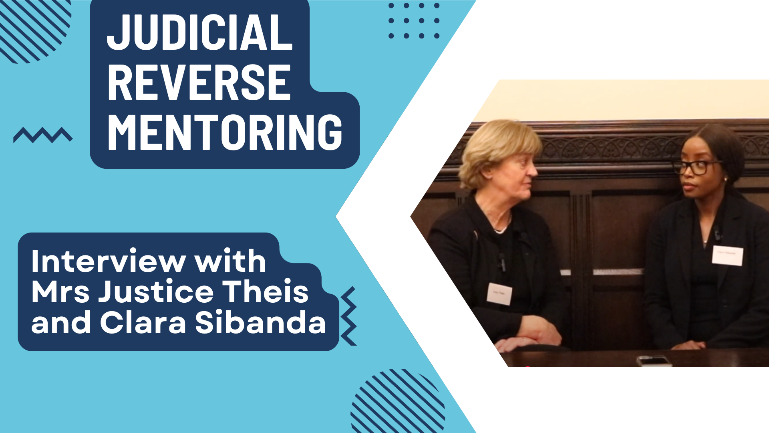 JUDICIAL
REVERSE
MENTORING
Interview with
Mrs Justice Theis
and Clara Sibanda